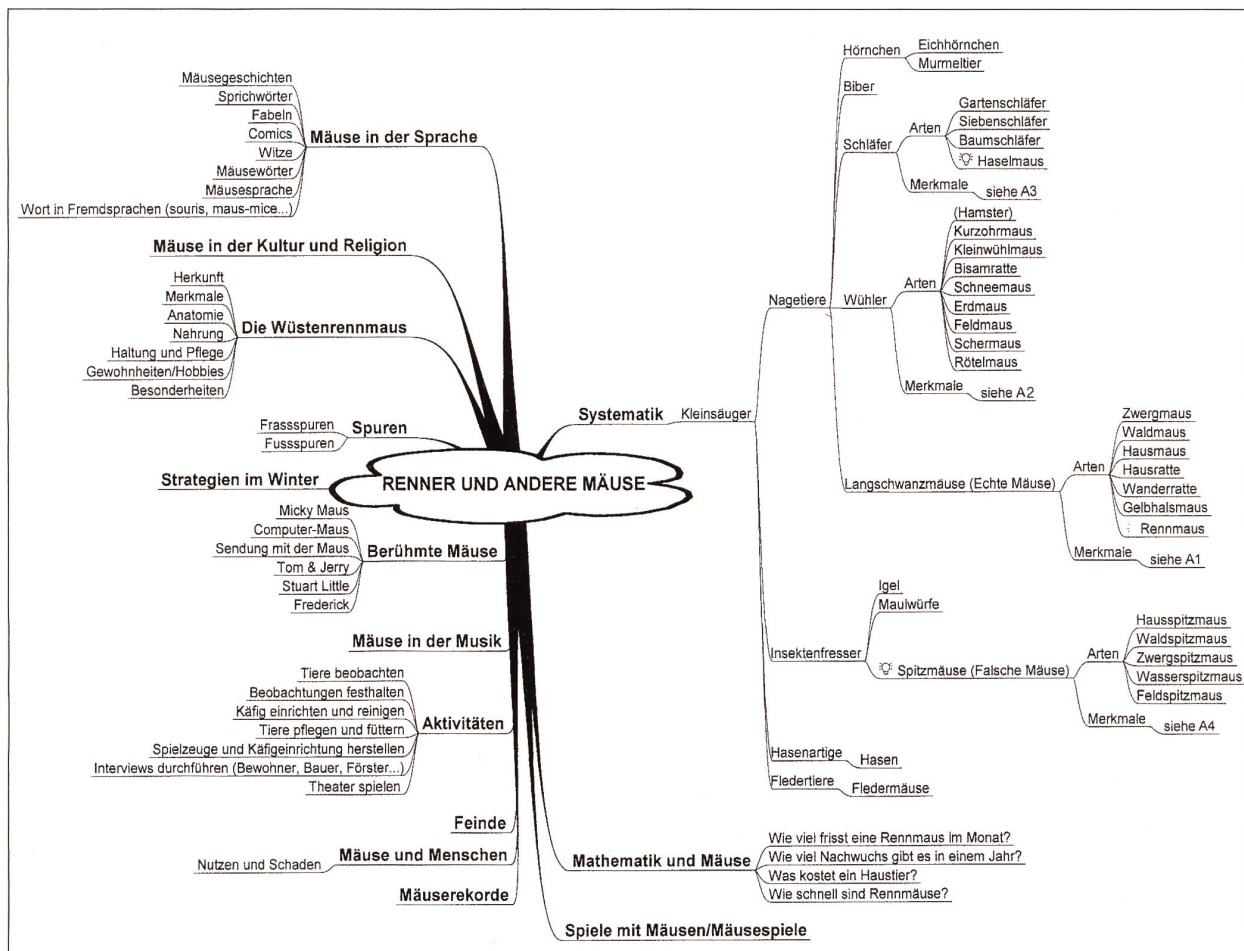 Mäusegeschichten
Sprichwörter
Fabeln
Comics
Witze
Mäusewörter
Mäusesprache
Wort in Fremdsprachen (souris, maus-mice...)
Mäuse in der Sprache
Mäuse in der Kultur und Religion
Herkunft
Merkmale
Anatomie
Nahrung
Haltung und Pflege
Gewohnheiten/Hobbies
Besonderheiten
Die Wüstenrennmaus
Frassspuren
Fussspuren
Spuren
Strategien im Winter
RENNER UND ANDERE MÄUSE
Micky Maus
Computer-Maus
Sendung mit der Maus
Tom & Jerry
Stuart Little
Frederick
Berühmte Mäuse
Mäuse in der Musik
Tiere beobachten
Beobachtungen festhalten
Käfig einrichten und reinigen
Tiere pflegen und füttern
Spielzeuge und Käfigeinrichtung herstellen
Interviews durchführen (Bewohner, Bauer, Förster...)
Theater spielen
Aktivitäten
Feinde
Nutzen und Schaden
Mäuse und Menschen
Mäuserekorde
Systematik
Kleinsäuger
Nagetiere
Hörnchen
Eichhörnchen
Murmeltier
Biber
Schläfer
Arten
Gartenschläfer
Siebenschläfer
Baumschläfer
Haselmaus
Merkmale
siehe A3
Wühler
Arten
(Hamster)
Kurzohrmaus
Kleinwühlmaus
Bisamratte
Schneemaus
Erdmaus
Feldmaus
Schermaus
Rötelmaus
Merkmale
siehe A2
Langschwanzmäuse (Echte Mäuse)
Arten
Zwergmaus
Waldmaus
Hausmaus
Hausratte
Wanderratte
Gelbhalsmaus
Rennmaus
Merkmale
siehe A1
Insektenfresser
Igel
Maulwürfe
Spitzmäuse (Falsche Mäuse)
Arten
Hausspitzmaus
Waldspitzmaus
Zwergspitzmaus
Wasserspitzmaus
Feldspitzmaus
Merkmale
siehe A4
Hasenartige
Hasen
Fledertiere
Fledermäuse
Mathematik und Mäuse
Wie viel frisst eine Rennmaus im Monat?
Wie viel Nachwuchs gibt es in einem Jahr?
Was kostet ein Haustier?
Wie schnell sind Rennmäuse?
Spiele mit Mäusen/Mäusespiele